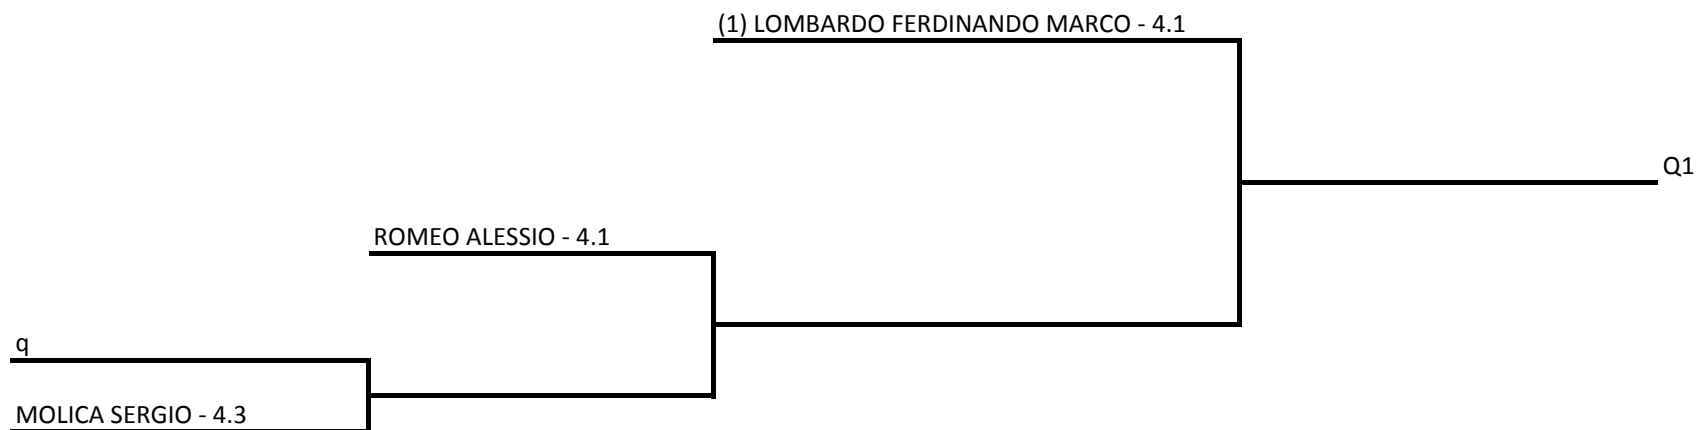 (1) LOMBARDO FERDINANDO MARCO - 4.1
Q1
ROMEO ALESSIO - 4.1
q
MOLICA SERGIO - 4.3